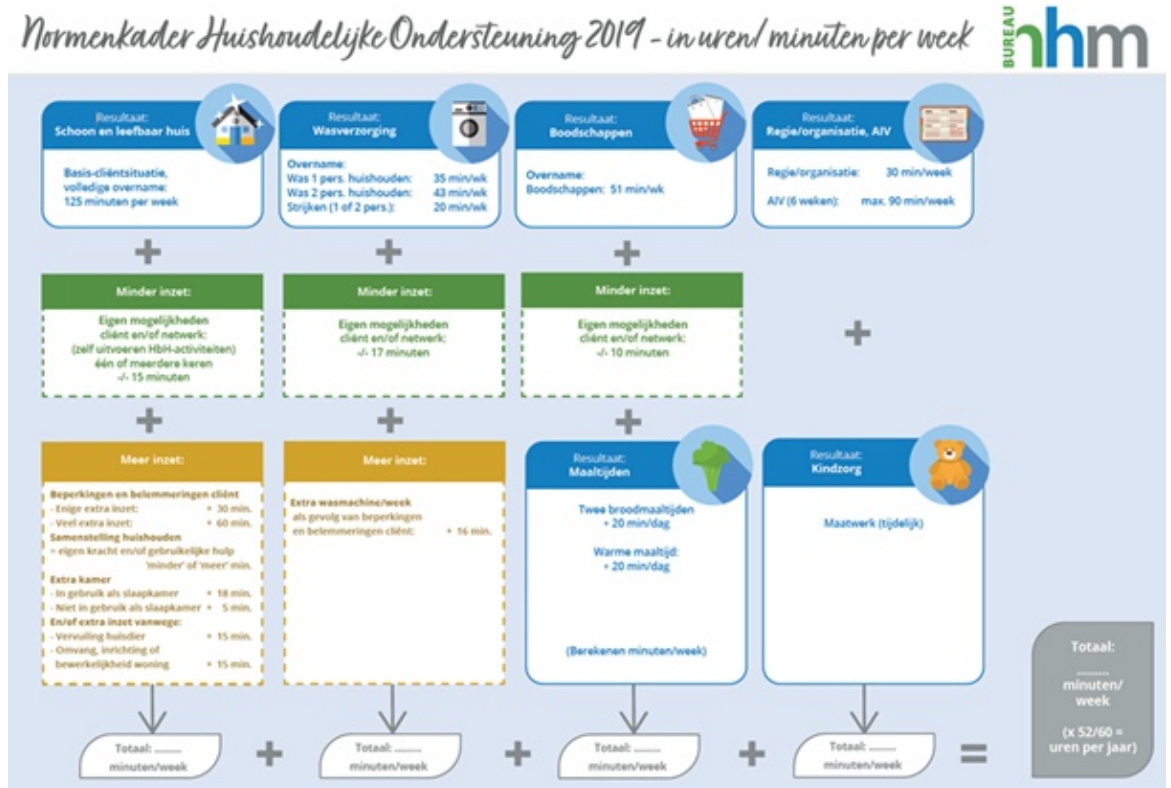 Normenkader Huishoudelijke Ondersteuning 2019 - in uren/ minuten per week
BUREAU
nhm
Resultaat:
Schoon en leefbaar huis
Basis-cliëntsituatie,
volledige overname:
125 minuten per week
Resultaat:
Wasverzorging
Overname:
Was 1 pers. huishouden: 35 min/wk
Was 2 pers. huishouden: 43 min/wk
Strijken (1 of 2 pers.): 20 min/wk
Resultaat:
Boodschappen
Overname:
Boodschappen: 51 min/wk
Resultaat:
Regie/organisatie, AIV
Regie/organisatie: 30 min/week
AIV (6 weken): max. 90 min/week
+
+
+
Minder inzet:
Eigen mogelijkheden
cliënt en/of netwerk:
(zelf uitvoeren HbH-activiteiten)
één of meerdere keren
-/- 15 minuten
Minder inzet:
Eigen mogelijkheden
cliënt en/of netwerk:
-/- 17 minuten
Minder inzet:
Eigen mogelijkheden
cliënt en/of netwerk:
-/- 10 minuten
+
+
+
+
Meer inzet:
Beperkingen en belemmeringen cliënt
- Enige extra inzet: + 30 min.
- Veel extra inzet: + 60 min.
Samenstelling huishouden
= eigen kracht en/of gebruikelijke hulp
'minder' of 'meer' min.
Extra kamer
- In gebruik als slaapkamer + 18 min.
- Niet in gebruik als slaapkamer + 5 min.
En/of extra inzet vanwege:
- Vervuiling huisdier + 15 min.
- Omvang, inrichting of
bewerkelijkheid woning + 15 min.
Meer inzet:
Extra wasmachine/week
als gevolg van beperkingen
en belemmeringen cliënt: + 16 min.
Resultaat:
Maaltijden
Twee broodmaaltijden
+ 20 min/dag
Warme maaltijd:
+ 20 min/dag
(Berekenen minuten/week)
Resultaat:
Kindzorg
Maatwerk (tijdelijk)
Totaal: ........
minuten/week
+
Totaal: ........
minuten/week
+
Totaal: ........
minuten/week
+
Totaal: ........
minuten/week
=
Totaal:
........
minuten/
week
(x 52/60 =
uren per jaar)